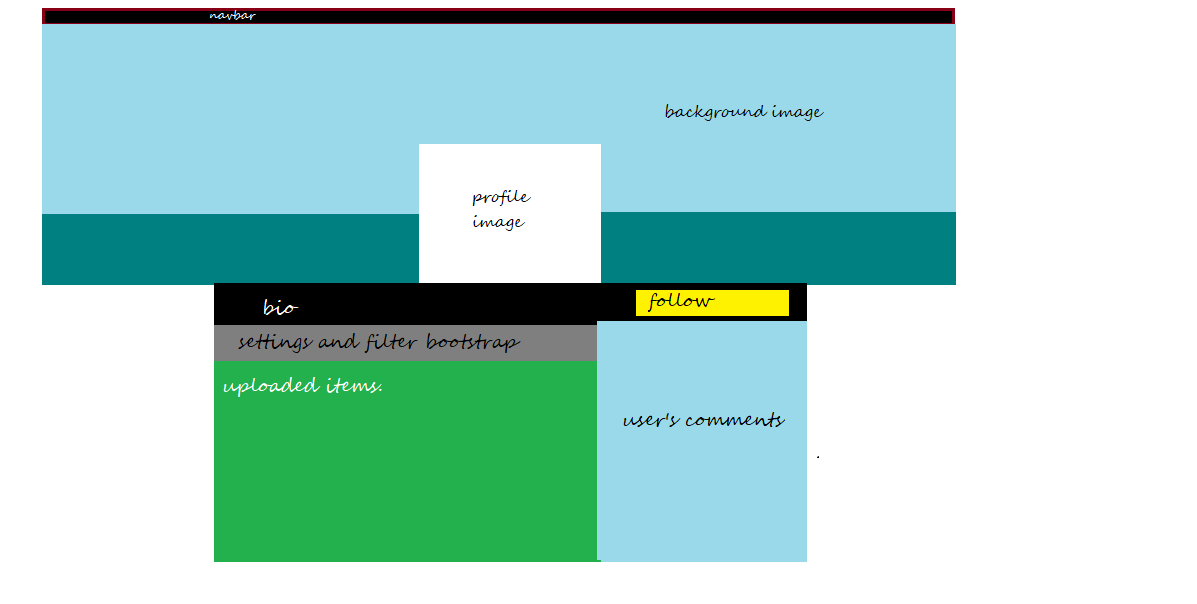 navbar
background image
profile
image
bio
follow
settings and filter bootstrap
uploaded items.
user's comments
.